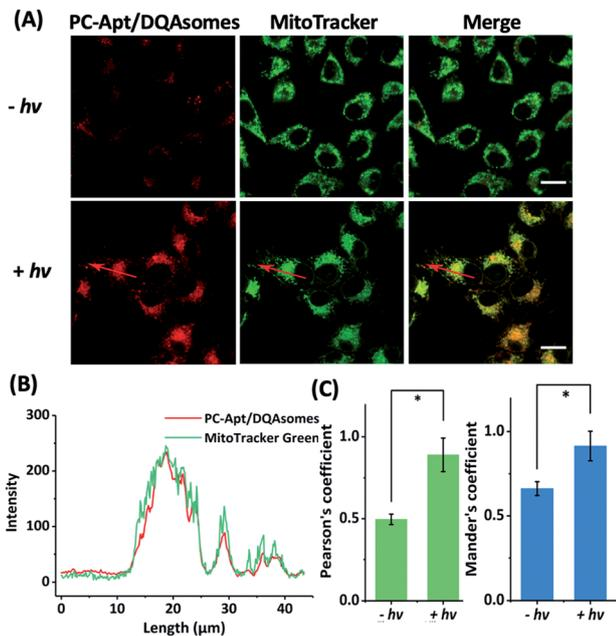 (A) PC-Apt/DQAsomes MitoTracker Merge
- hv
+ hv
(B)
300
200
100
0
Intensity
PC-Apt/DQAsomes
MitoTracker Green
0 10 20 30 40
Length (μm)
(C)
*
1.0
0.5
0.0
Pearson's coefficient
- hv + hv
*
1.0
0.5
0.0
Mander's coefficient
- hv + hv